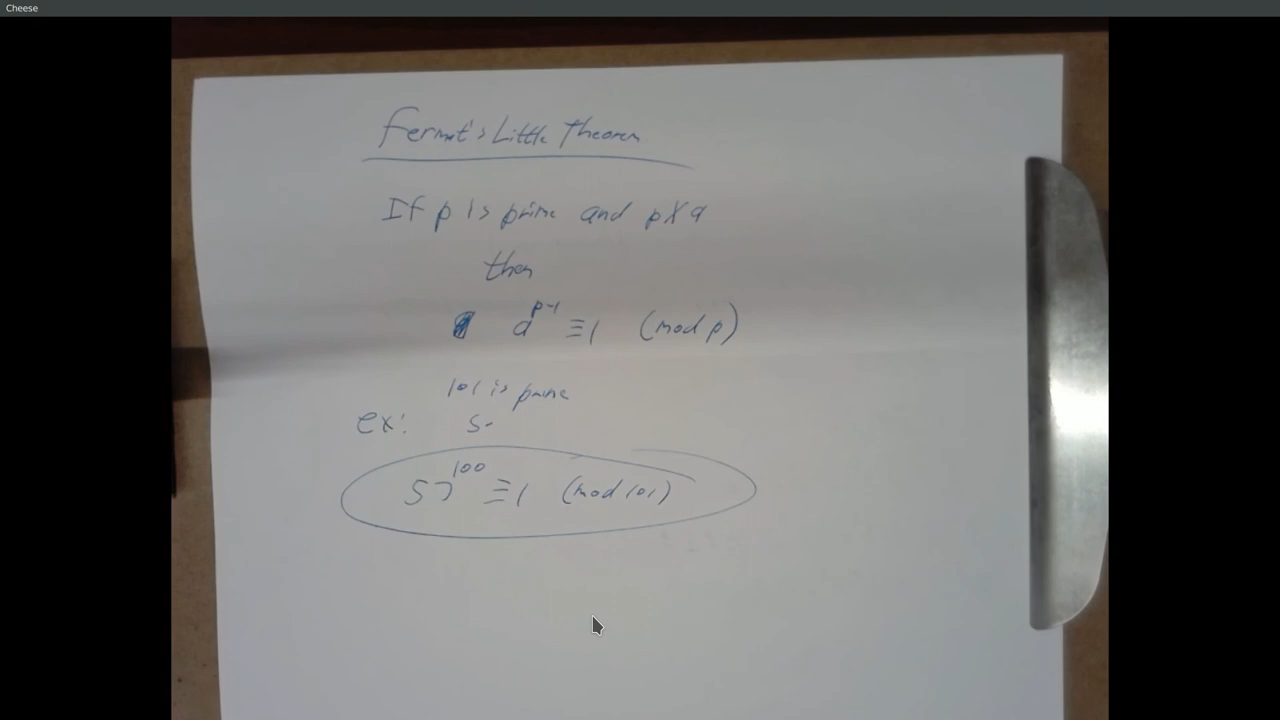 Cheese
Fermat's Little Theorem
If p is prime and p∤a
then
a^{p-1} ≡ 1 (mod p)
101 is prime
ex: 5
57^{100} ≡ 1 (mod 101)